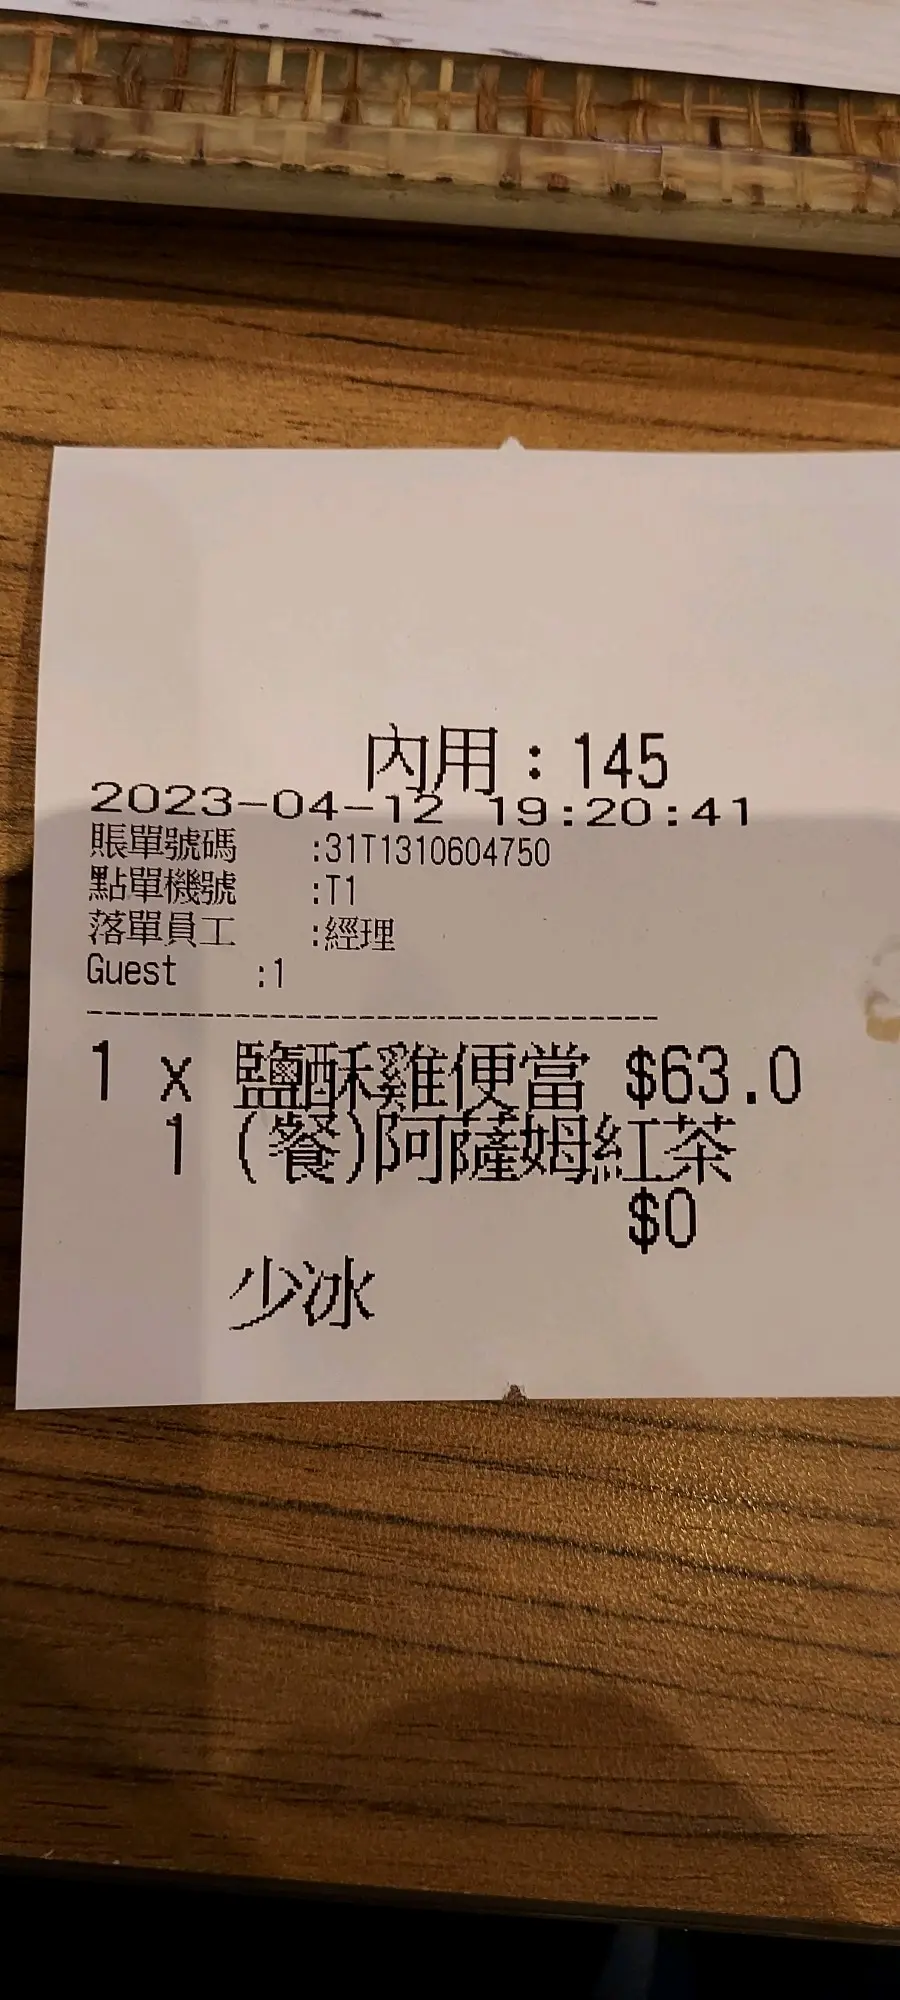 內用：145
2023-04-12 19:20:41
賬單號碼 :31T1310604750
點單機號 :T1
落單員工 :經理
Guest :1
--------------------------------
1 x 鹽酥雞便當 $63.0
1 (餐)阿薩姆紅茶
$0
少冰